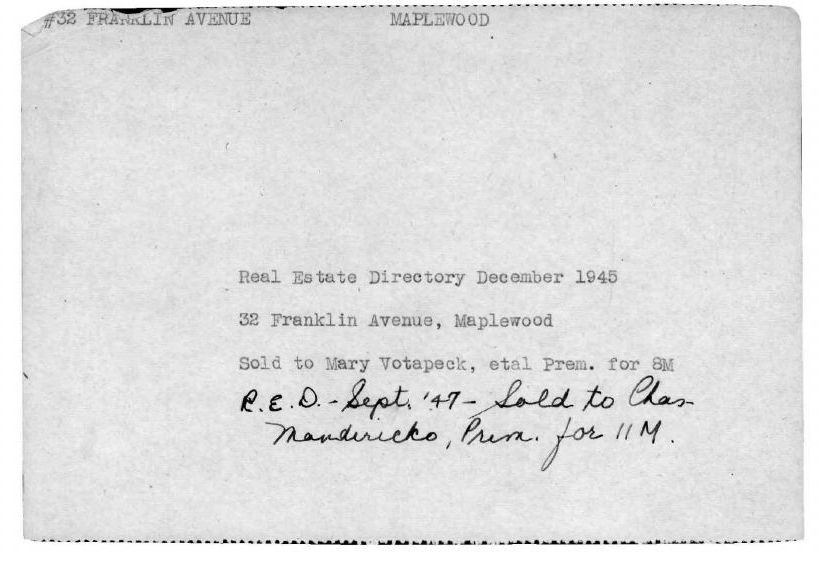 #32 FRANKLIN AVENUE MAPLEWOOD
Real Estate Directory December 1945
32 Franklin Avenue, Maplewood
Sold to Mary Votapeck, etal Prem. for 8M
R.E.D. - Sept. '47 - Sold to Chas
Mandericko, Prem. for 11 M.